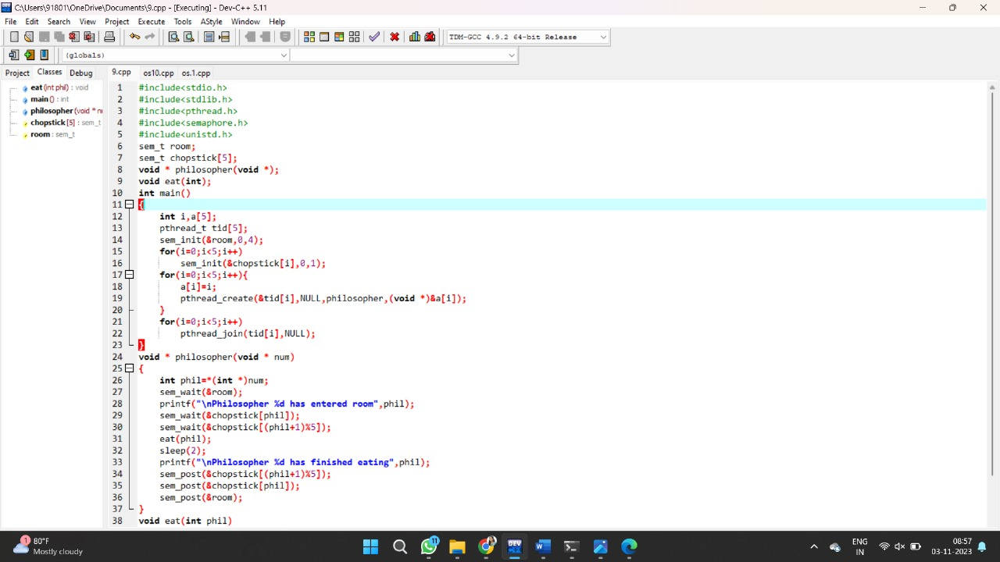 C:\Users\91801\OneDrive\Documents\9.cpp - [Executing] - Dev-C++ 5.11
File Edit Search View Project Execute Tools AStyle Window Help
TDM-GCC 4.9.2 64-bit Release
(globals)
Project Classes Debug 9.cpp os10.cpp os.1.cpp
eat (int phil) : void
main () : int
philosopher (void * nu
chopstick [5] : sem_t
room : sem_t
1 #include<stdio.h>
2 #include<stdlib.h>
3 #include<pthread.h>
4 #include<semaphore.h>
5 #include<unistd.h>
6 sem_t room;
7 sem_t chopstick[5];
8 void * philosopher(void *);
9 void eat(int);
10 int main()
11 {
12 int i,a[5];
13 pthread_t tid[5];
14 sem_init(&room,0,4);
15 for(i=0;i<5;i++)
16 sem_init(&chopstick[i],0,1);
17 for(i=0;i<5;i++){
18 a[i]=i;
19 pthread_create(&tid[i],NULL,philosopher,(void *)&a[i]);
20 }
21 for(i=0;i<5;i++)
22 pthread_join(tid[i],NULL);
23 }
24 void * philosopher(void * num)
25 {
26 int phil=*(int *)num;
27 sem_wait(&room);
28 printf("\nPhilosopher %d has entered room",phil);
29 sem_wait(&chopstick[phil]);
30 sem_wait(&chopstick[(phil+1)%5]);
31 eat(phil);
32 sleep(2);
33 printf("\nPhilosopher %d has finished eating",phil);
34 sem_post(&chopstick[(phil+1)%5]);
35 sem_post(&chopstick[phil]);
36 sem_post(&room);
37 }
38 void eat(int phil)
1
80°F
Mostly cloudy
11
DEV
ENG
IN
08:57
03-11-2023